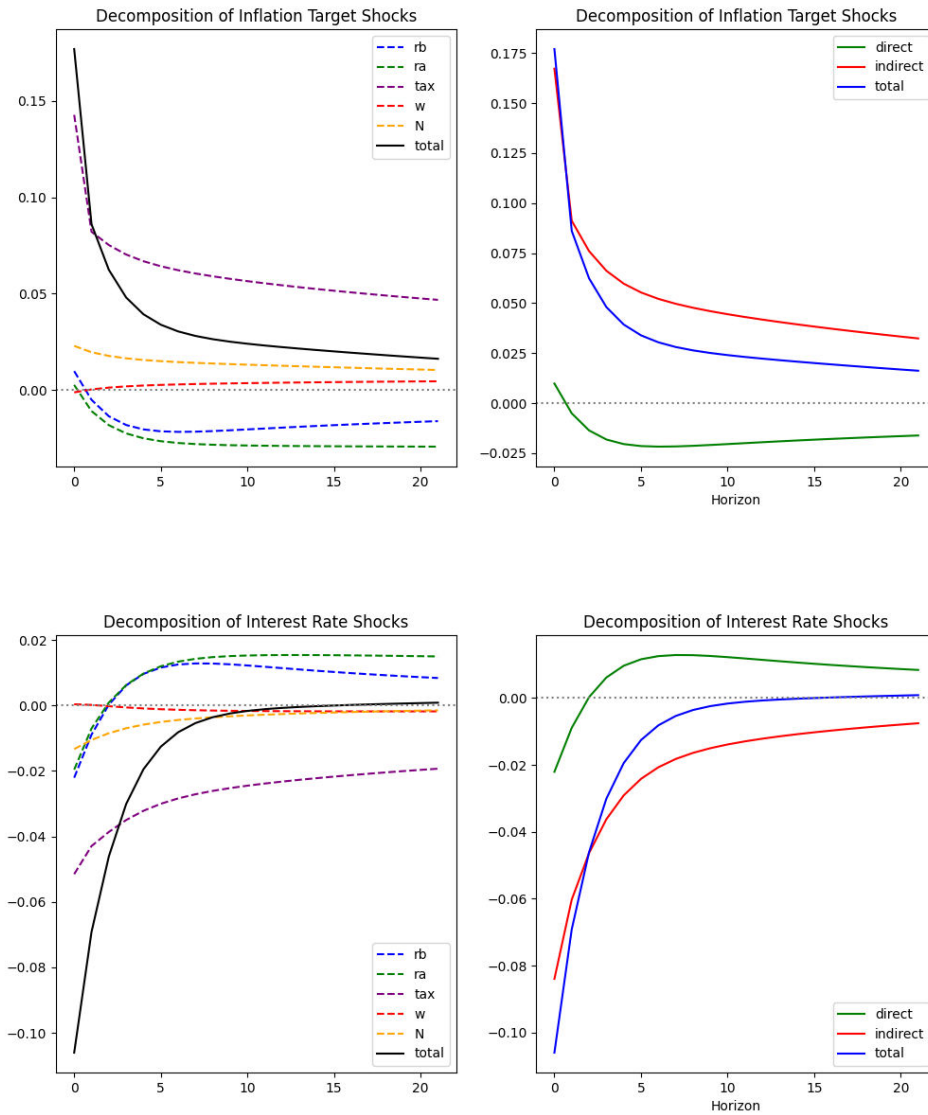 Decomposition of Inflation Target Shocks
0.15
0.10
0.05
0.00
0
5
10
15
20
rb
ra
tax
w
N
total
Decomposition of Inflation Target Shocks
0.175
0.150
0.125
0.100
0.075
0.050
0.025
0.000
−0.025
0
5
10
15
20
Horizon
direct
indirect
total
Decomposition of Interest Rate Shocks
0.02
0.00
−0.02
−0.04
−0.06
−0.08
−0.10
0
5
10
15
20
rb
ra
tax
w
N
total
Decomposition of Interest Rate Shocks
0.00
−0.02
−0.04
−0.06
−0.08
−0.10
0
5
10
15
20
Horizon
direct
indirect
total